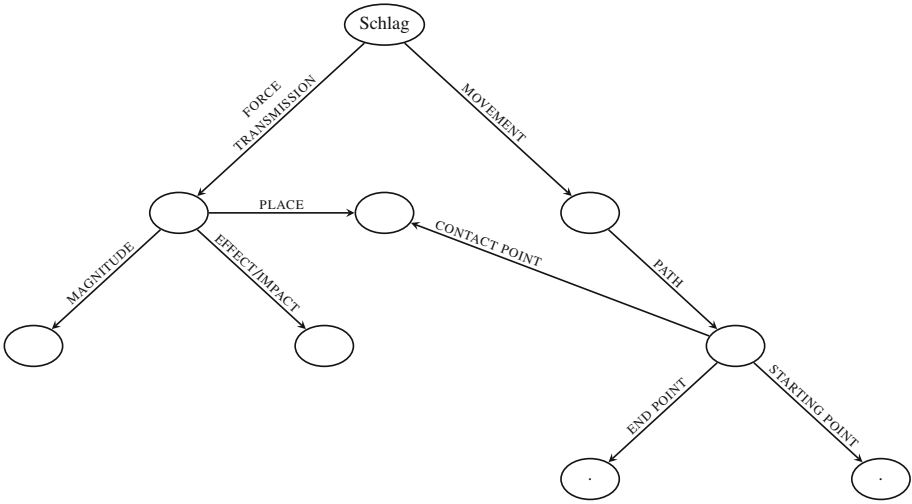 Schlag
FORCE
TRANSMISSION
MOVEMENT
PLACE
CONTACT POINT
MAGNITUDE
EFFECT/IMPACT
PATH
END POINT
STARTING POINT
.
.